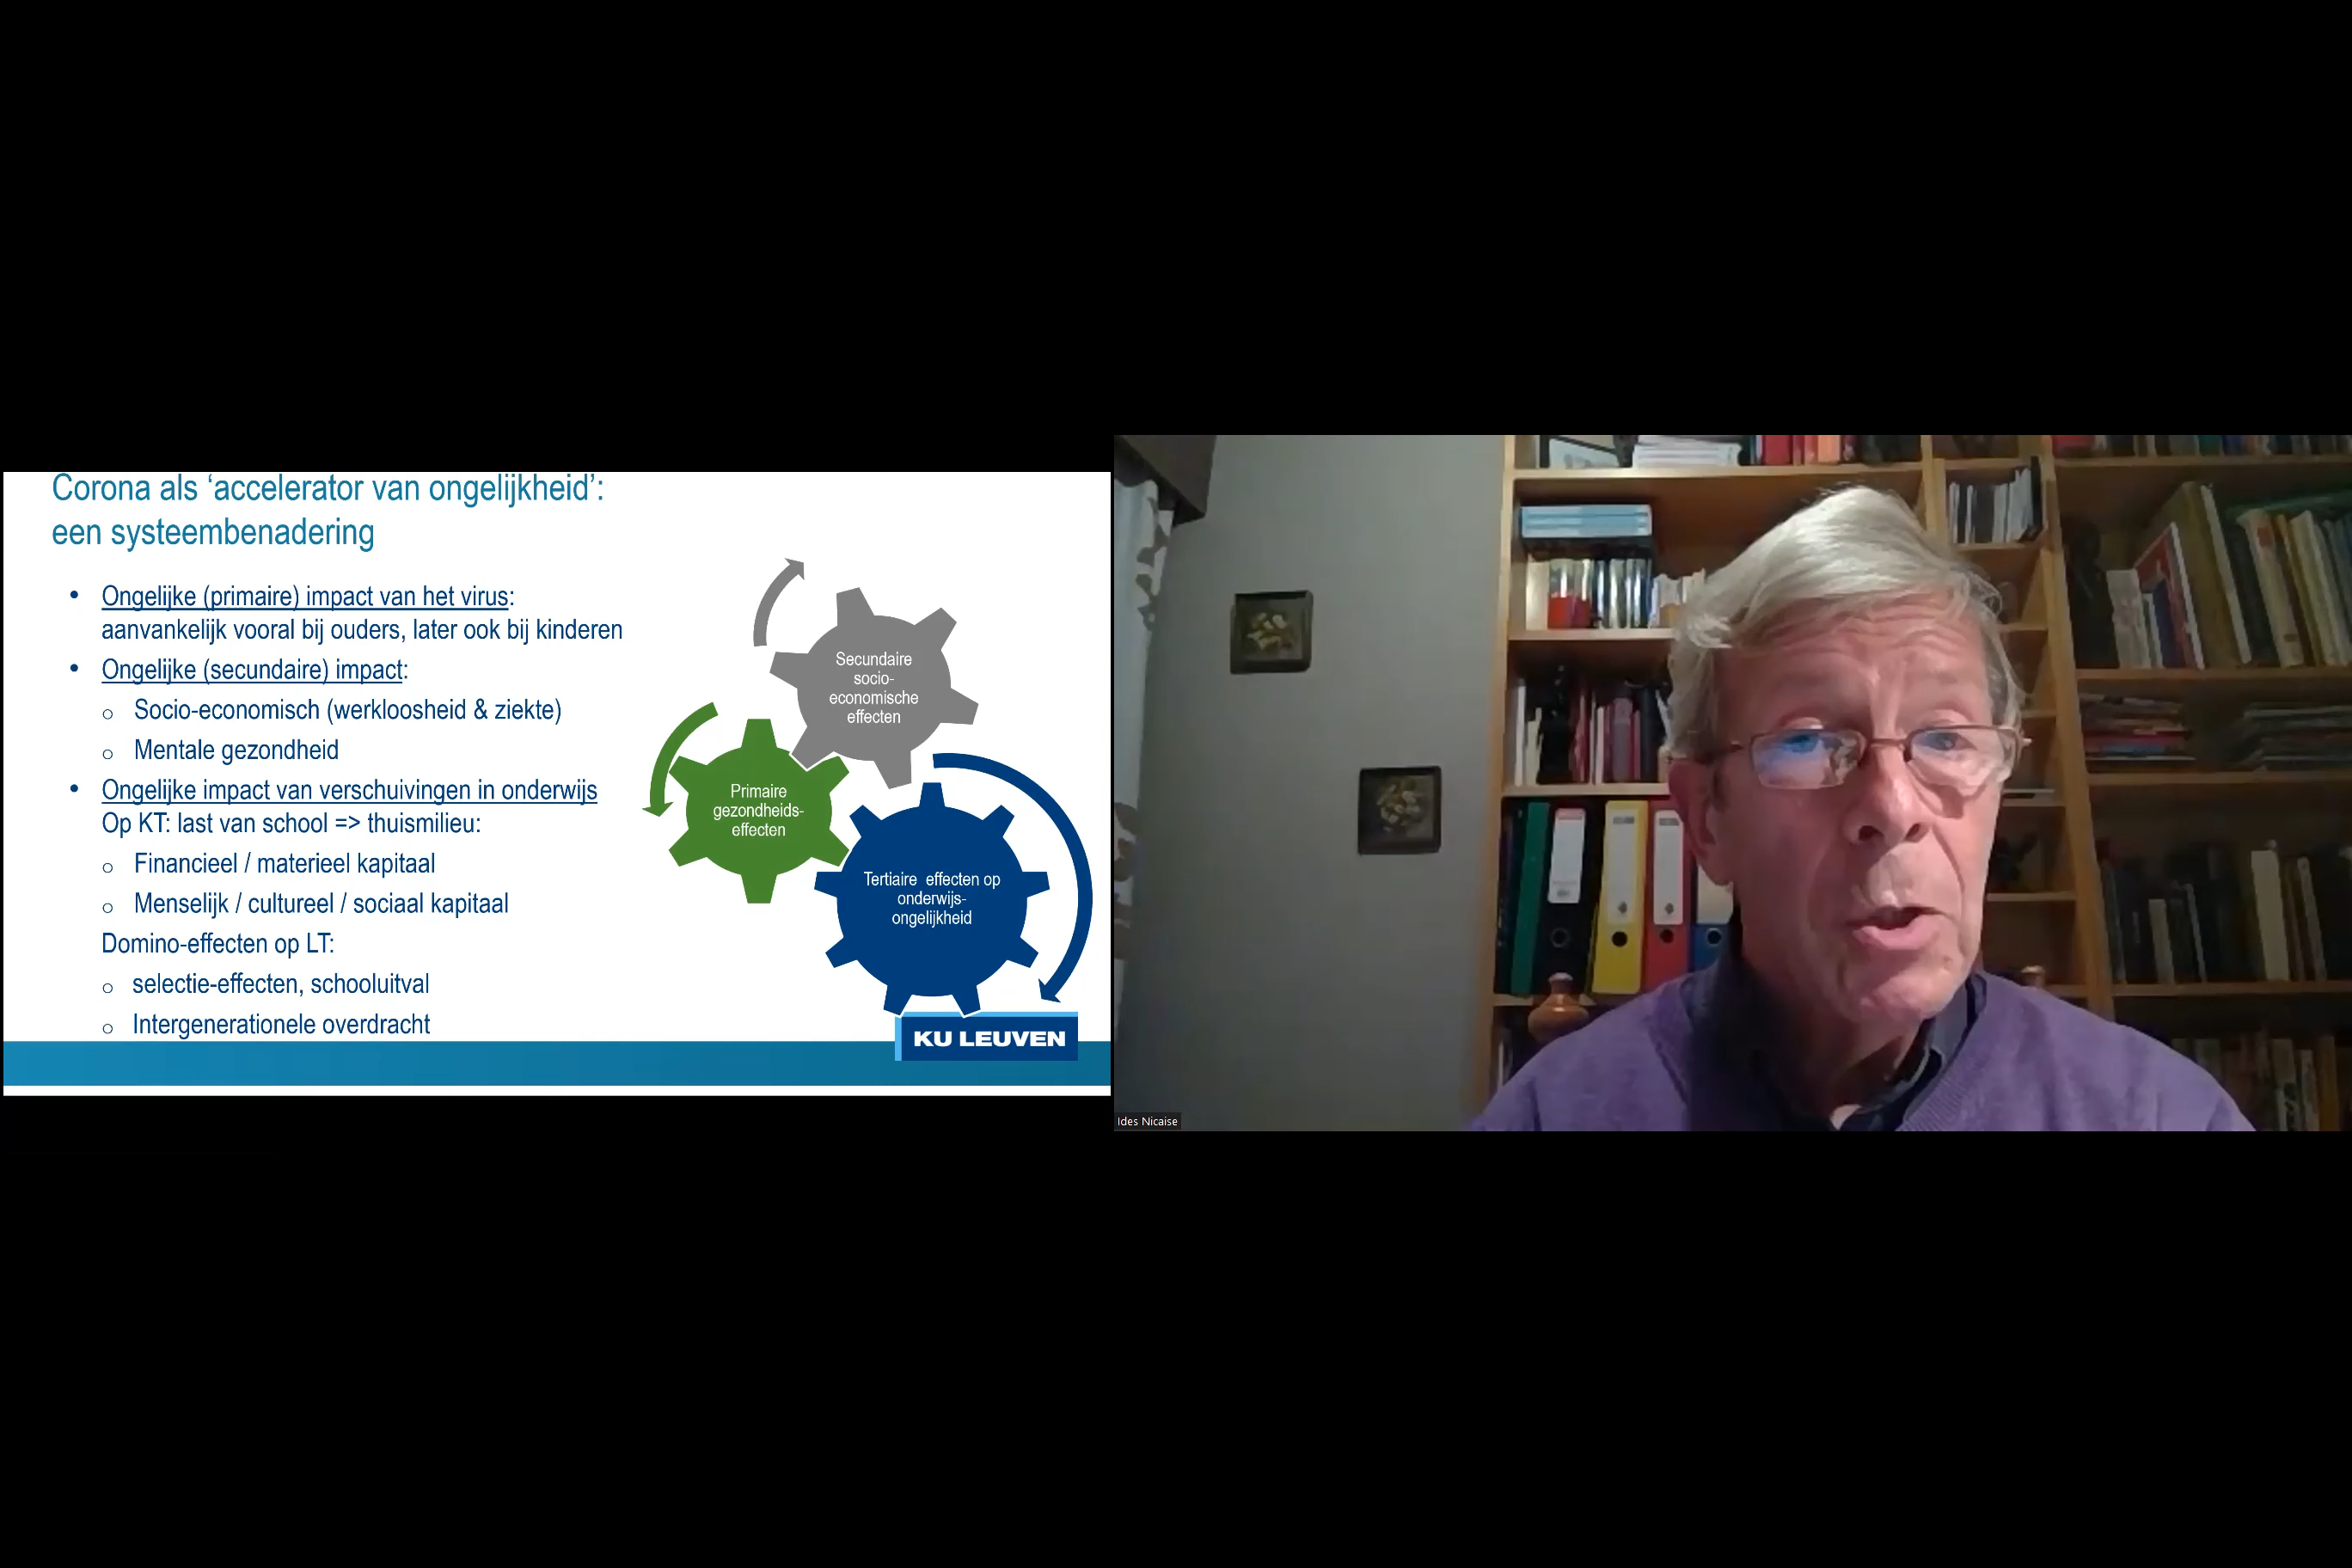 Corona als ‘accelerator van ongelijkheid’:
een systeembenadering
• Ongelijke (primaire) impact van het virus:
aanvankelijk vooral bij ouders, later ook bij kinderen
• Ongelijke (secundaire) impact:
o Socio-economisch (werkloosheid & ziekte)
o Mentale gezondheid
• Ongelijke impact van verschuivingen in onderwijs
Op KT: last van school => thuismilieu:
o Financieel / materieel kapitaal
o Menselijk / cultureel / sociaal kapitaal
Domino-effecten op LT:
o selectie-effecten, schooluitval
o Intergenerationele overdracht
Secundaire
socio-
economische
effecten
Primaire
gezondheids-
effecten
Tertiaire effecten op
onderwijs-
ongelijkheid
KU LEUVEN
Ides Nicaise